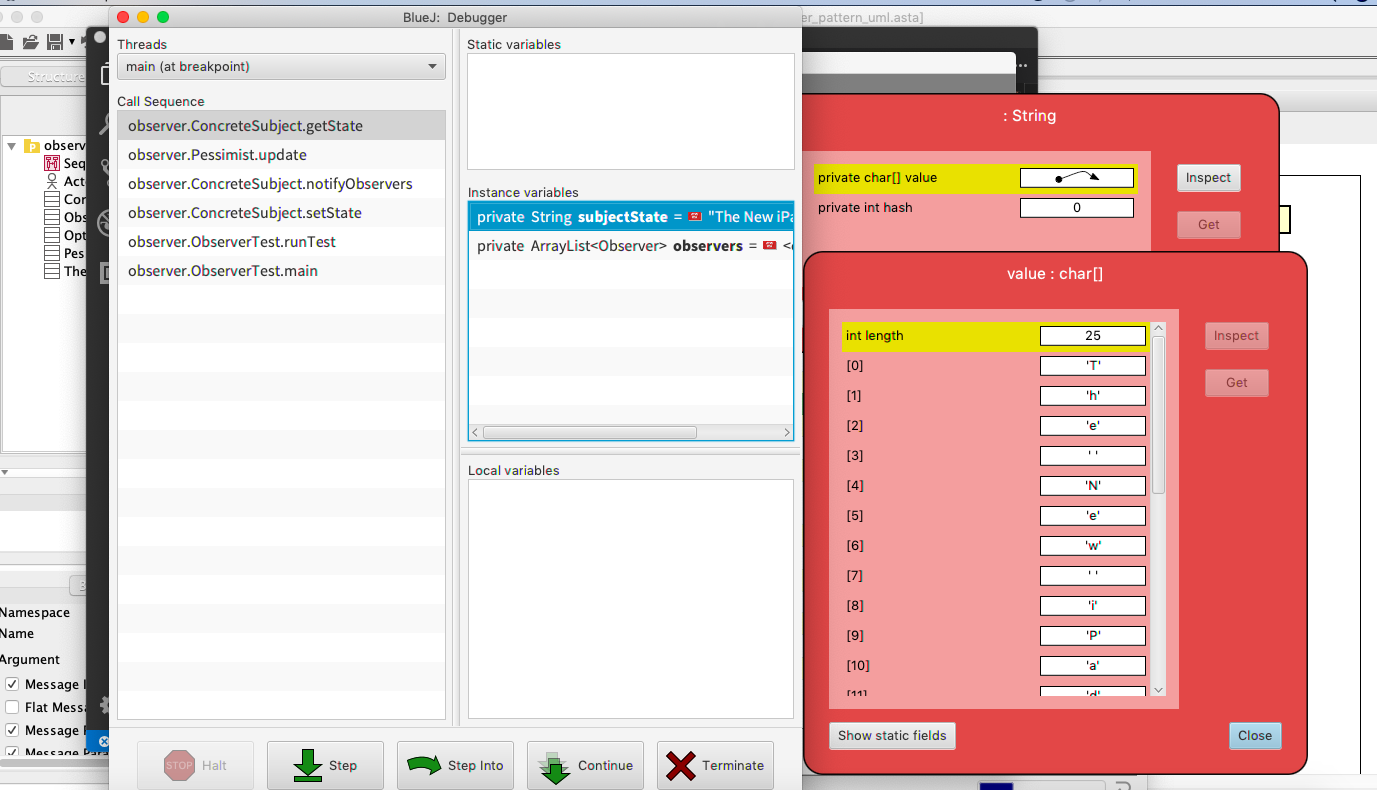 BlueJ: Debugger
er_pattern_uml.asta]
Structure
Threads
main (at breakpoint)
Call Sequence
observer.ConcreteSubject.getState
observer.Pessimist.update
observer.ConcreteSubject.notifyObservers
observer.ConcreteSubject.setState
observer.ObserverTest.runTest
observer.ObserverTest.main
Static variables
Instance variables
private String subjectState = "The New iPa
private ArrayList<Observer> observers = <
Local variables
Halt
STOP
Step
Step Into
Continue
Terminate
observ
Seq
Act
Con
Obs
Opt
Pes
The
Namespace
Name
Argument
Message
Flat Messa
Message
Message Para
: String
private char[] value
private int hash
0
Inspect
Get
value : char[]
int length
25
[0]
'T'
[1]
'h'
[2]
'e'
[3]
' '
[4]
'N'
[5]
'e'
[6]
'w'
[7]
' '
[8]
'i'
[9]
'P'
[10]
'a'
[11]
'd'
Inspect
Get
Show static fields
Close